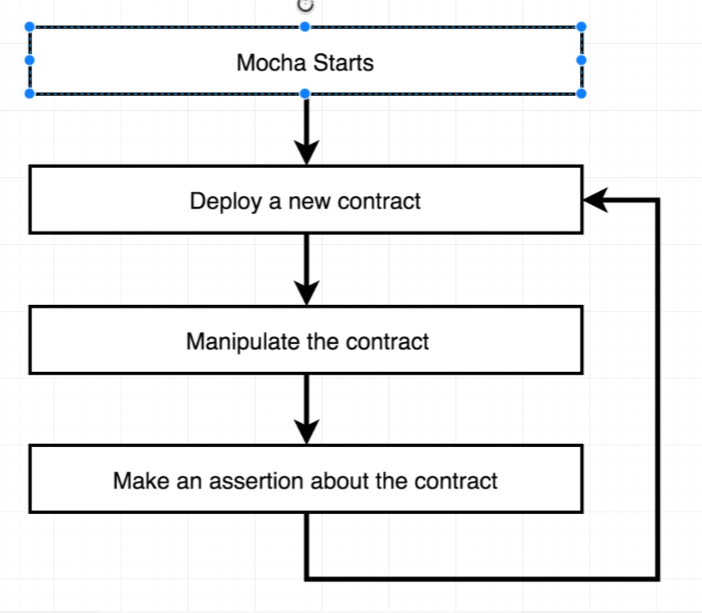 Mocha Starts
Deploy a new contract
Manipulate the contract
Make an assertion about the contract